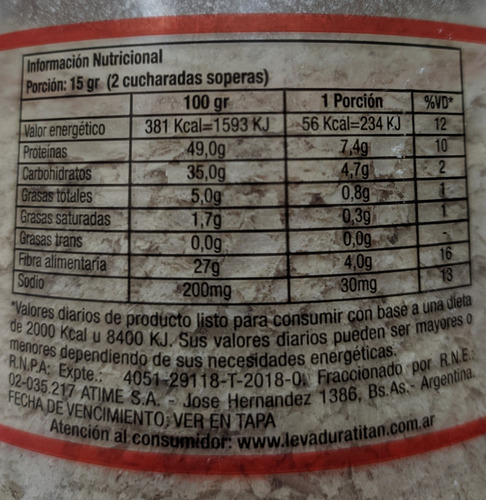 Información Nutricional
Porción: 15 gr (2 cucharadas soperas)
100 gr 1 Porción %VD*
Valor energético 381 Kcal=1593 KJ 56 Kcal=234 KJ 12
Proteínas 49,0g 7,4g 10
Carbohidratos 35,0g 4,7g 2
Grasas totales 5,0g 0,8g 1
Grasas saturadas 1,7g 0,3g 1
Grasas trans 0,0g 0,0g -
Fibra alimentaria 27g 4,0g 16
Sodio 200mg 30mg 13
*Valores diarios de producto listo para consumir con base a una dieta
de 2000 Kcal u 8400 KJ. Sus valores diarios pueden ser mayores o
menores dependiendo de sus necesidades energéticas.
R.N.P.A: Expte.: 4051-29118-T-2018-0. Fraccionado por R.N.E.:
02-035.217 ATIME S.A. - Jose Hernandez 1386, Bs.As.- Argentina.
FECHA DE VENCIMIENTO: VER EN TAPA
Atención al consumidor: www.levaduratitan.com.ar